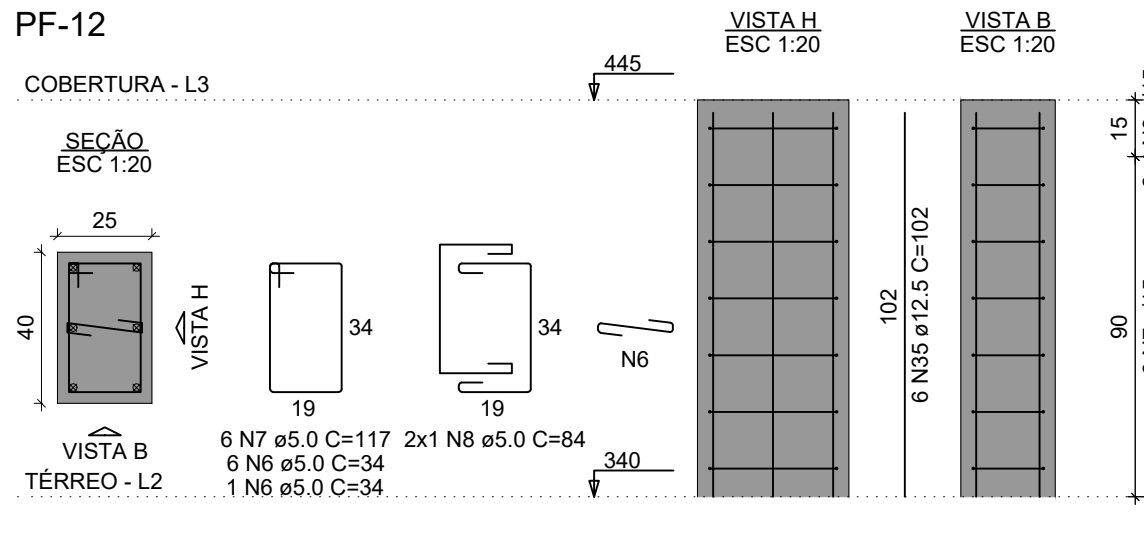 PF-12
VISTA H
ESC 1:20
VISTA B
ESC 1:20
COBERTURA - L3
445
SEÇÃO
ESC 1:20
25
40
VISTA H
VISTA B
34
19
34
19
N6
6 N7 ø5.0 C=117
6 N6 ø5.0 C=34
1 N6 ø5.0 C=34
2x1 N8 ø5.0 C=84
TÉRREO - L2
340
102
6 N35 ø12.5 C=102
15
90